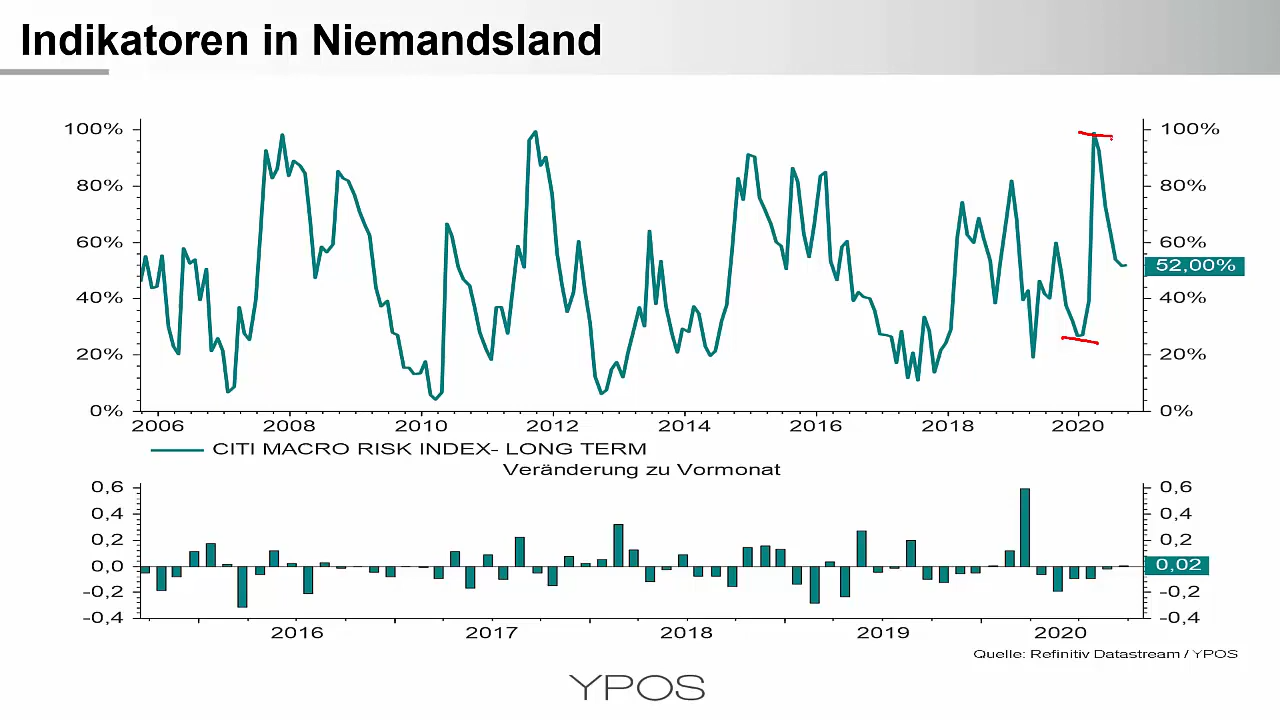 Indikatoren in Niemandsland
100% 100%
80% 80%
60% 60%
52,00%
40% 40%
20% 20%
0% 0%
2006 2008 2010 2012 2014 2016 2018 2020
CITI MACRO RISK INDEX- LONG TERM
Veränderung zu Vormonat
0,6 0,6
0,4 0,4
0,2 0,2
0,0 0,02
-0,2 -0,2
-0,4 -0,4
2016 2017 2018 2019 2020
Quelle: Refinitiv Datastream / YPOS
YPOS